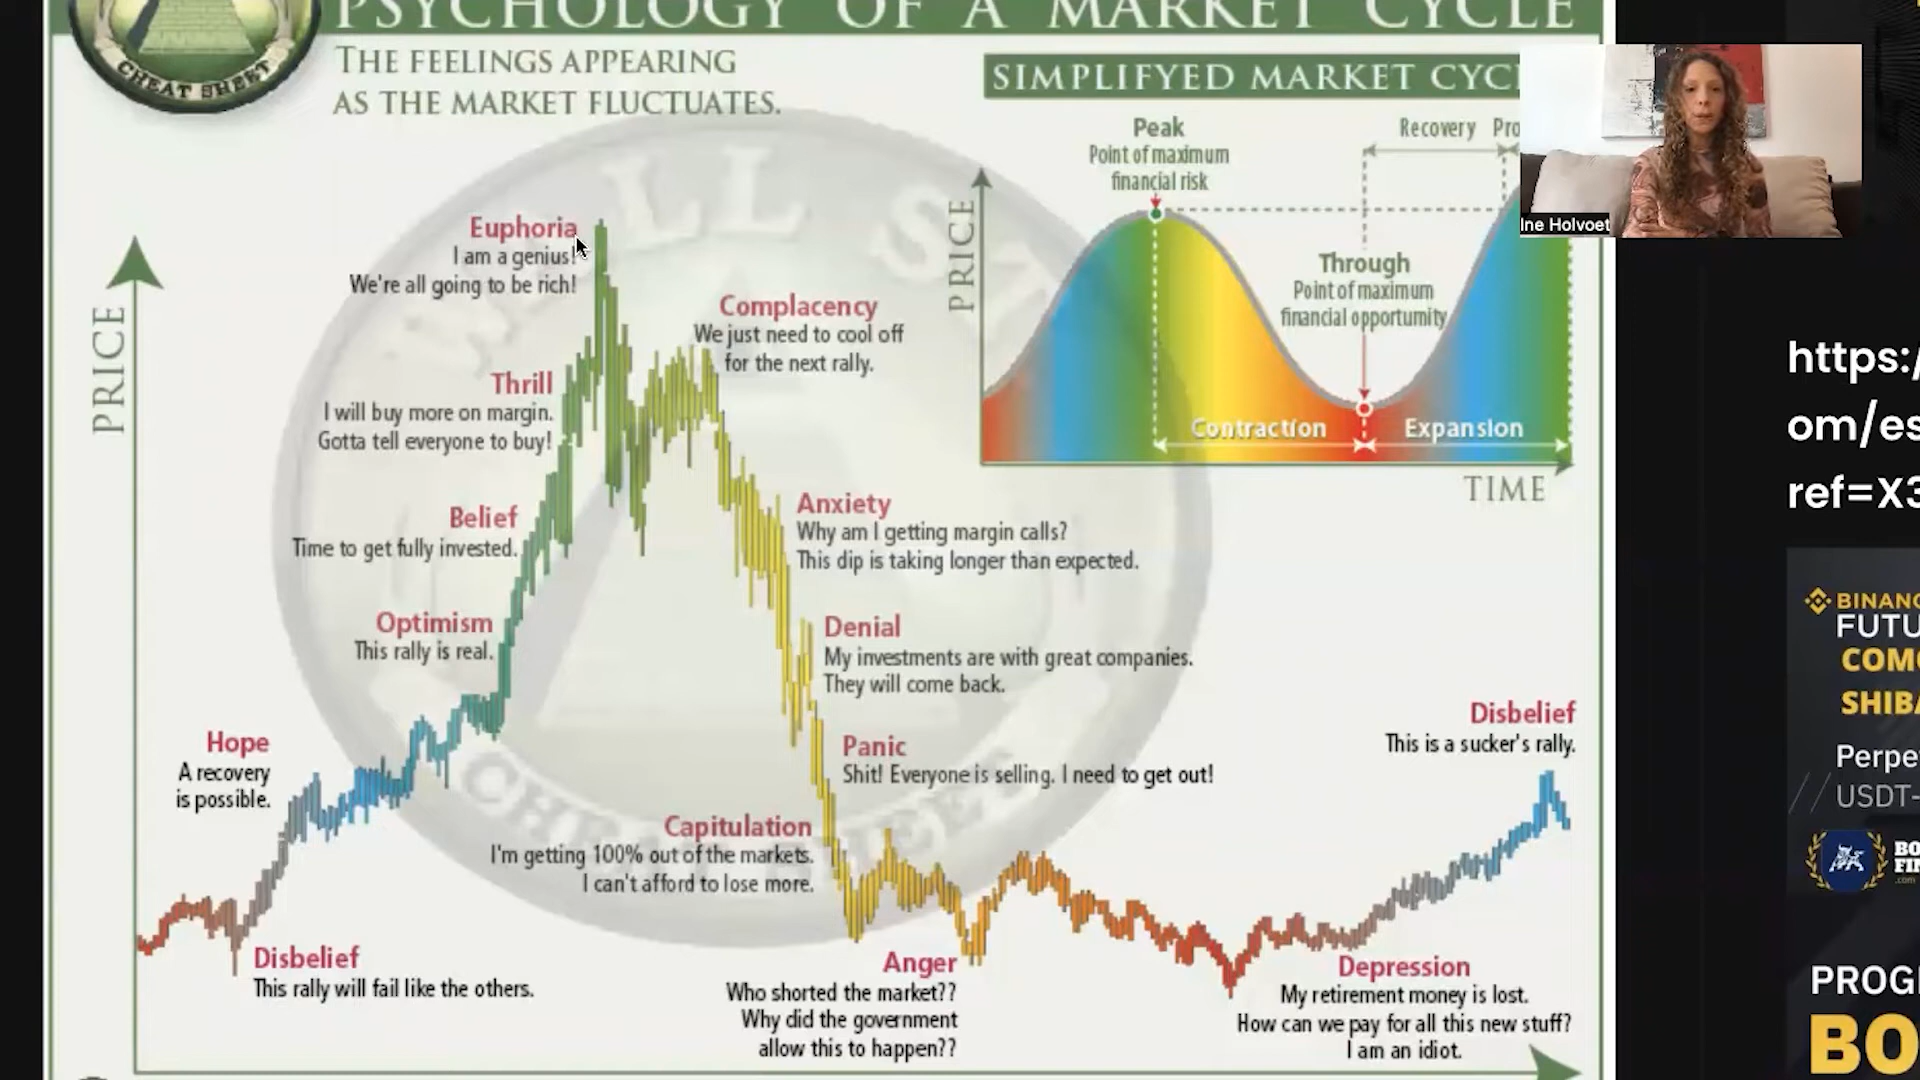 PSYCHOLOGY OF A MARKET CYCLE
CHEAT SHEET
THE FEELINGS APPEARING
AS THE MARKET FLUCTUATES.
SIMPLIFYED MARKET CYC
Peak
Point of maximum
financial risk
Recovery
PRICE
Through
Point of maximum
financial opportunity
Contraction
Expansion
TIME
Ine Holvoet
WALL ST
CHEAT SHEET
PRICE
Euphoria
I am a genius!
We're all going to be rich!
Complacency
We just need to cool off
for the next rally.
Thrill
I will buy more on margin.
Gotta tell everyone to buy!
Belief
Time to get fully invested.
Anxiety
Why am I getting margin calls?
This dip is taking longer than expected.
Optimism
This rally is real.
Denial
My investments are with great companies.
They will come back.
Hope
A recovery
is possible.
Panic
Shit! Everyone is selling. I need to get out!
Disbelief
This is a sucker's rally.
Capitulation
I'm getting 100% out of the markets.
I can't afford to lose more.
Disbelief
This rally will fail like the others.
Anger
Who shorted the market??
Why did the government
allow this to happen??
Depression
My retirement money is lost.
How can we pay for all this new stuff?
I am an idiot.
https:/
om/es
ref=X3
BINANC
FUTU
COM
SHIBA
Perpe
USDT-
BO
FIN
.com
PROG
BO